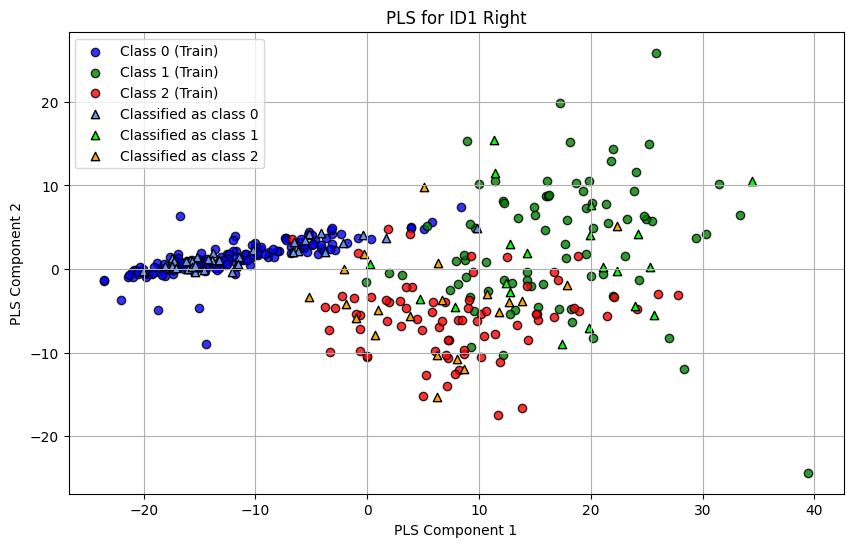 PLS for ID1 Right
Class 0 (Train)
Class 1 (Train)
Class 2 (Train)
Classified as class 0
Classified as class 1
Classified as class 2
20
10
0
−10
−20
PLS Component 2
−20 −10 0 10 20 30 40
PLS Component 1